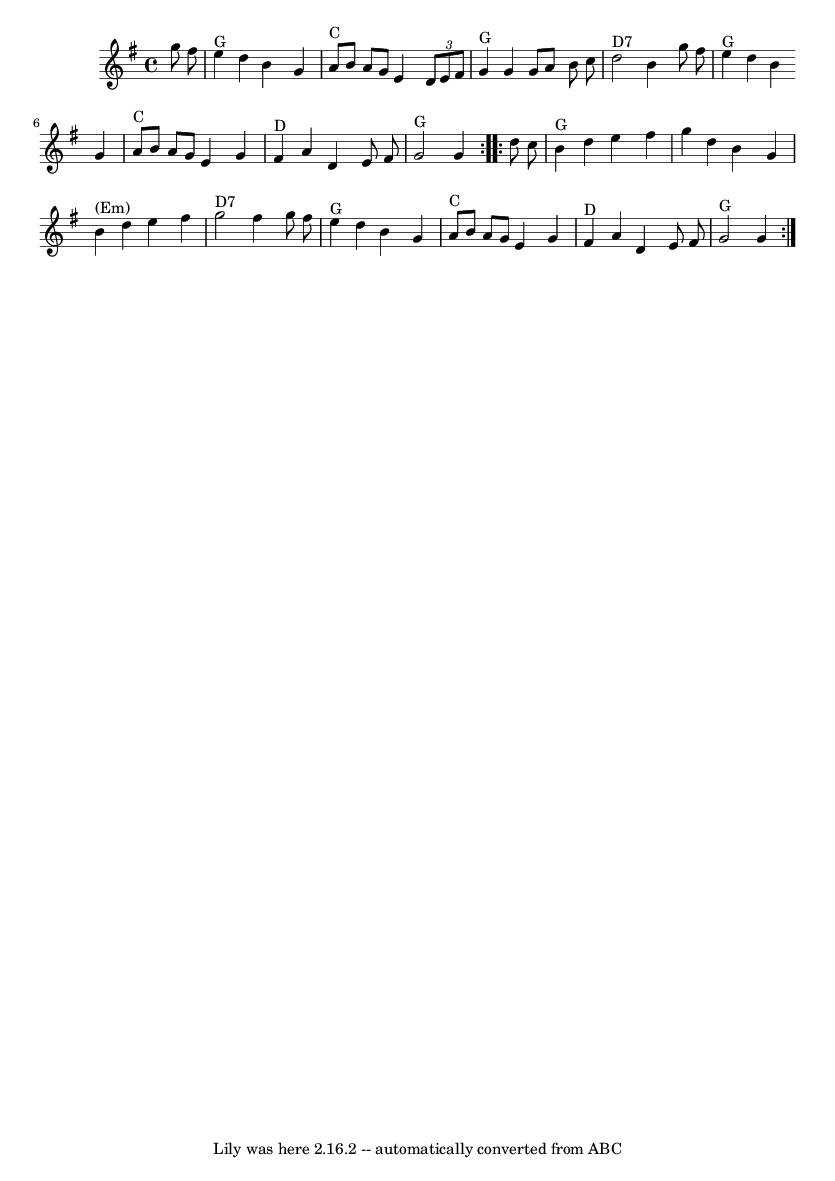 G C 3 G D7 G
6 C D G G
(Em) D7 G C D G
Lily was here 2.16.2 -- automatically converted from ABC